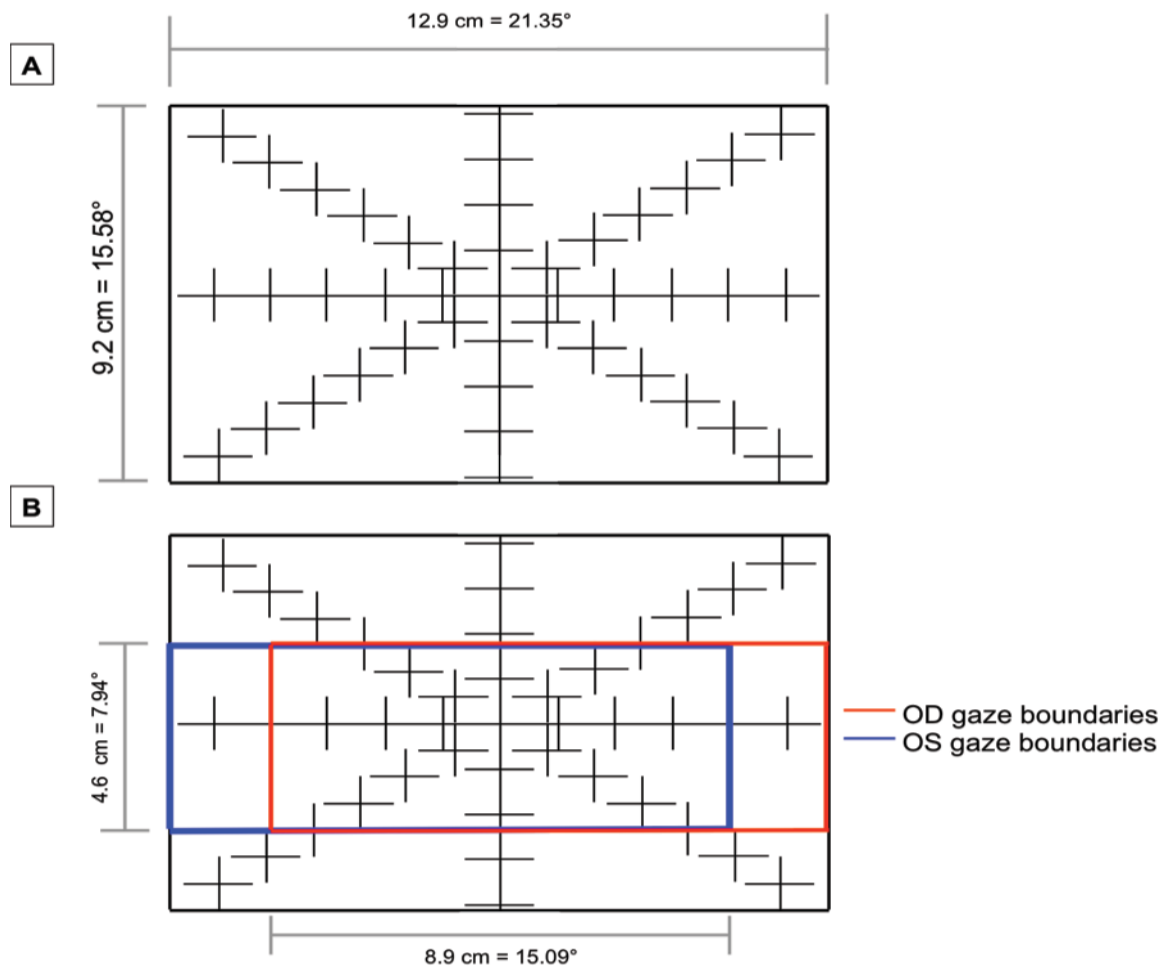 12.9 cm = 21.35°
A
9.2 cm = 15.58°
B
4.6 cm = 7.94°
OD gaze boundaries
OS gaze boundaries
8.9 cm = 15.09°